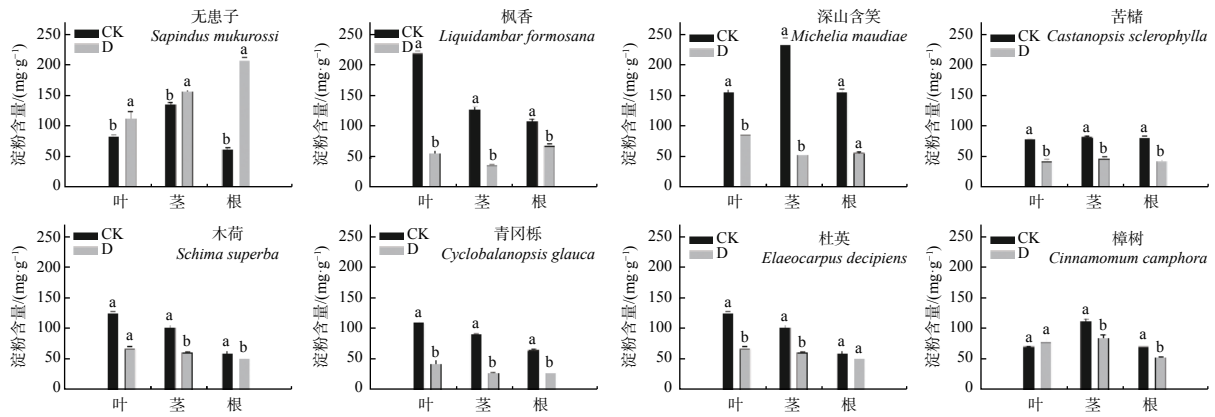 无患子
Sapindus mukurossi
CK
D
淀粉含量/(mg·g⁻¹)
250
200
150
100
50
0
b
a
b
a
b
a
叶
茎
根
枫香
Liquidambar formosana
CK
D
淀粉含量/(mg·g⁻¹)
250
200
150
100
50
0
a
b
a
b
a
b
叶
茎
根
深山含笑
Michelia maudiae
CK
D
淀粉含量/(mg·g⁻¹)
250
200
150
100
50
0
a
b
a
b
a
a
叶
茎
根
苦槠
Castanopsis sclerophylla
CK
D
淀粉含量/(mg·g⁻¹)
250
200
150
100
50
0
a
b
a
b
a
b
叶
茎
根
木荷
Schima superba
CK
D
淀粉含量/(mg·g⁻¹)
250
200
150
100
50
0
a
a
a
b
a
b
叶
茎
根
青冈栎
Cyclobalanopsis glauca
CK
D
淀粉含量/(mg·g⁻¹)
250
200
150
100
50
0
a
b
a
b
a
b
叶
茎
根
杜英
Elaeocarpus decipiens
CK
D
淀粉含量/(mg·g⁻¹)
250
200
150
100
50
0
a
b
a
b
a
a
叶
茎
根
樟树
Cinnamomum camphora
CK
D
淀粉含量/(mg·g⁻¹)
250
200
150
100
50
0
a
a
a
b
a
b
叶
茎
根